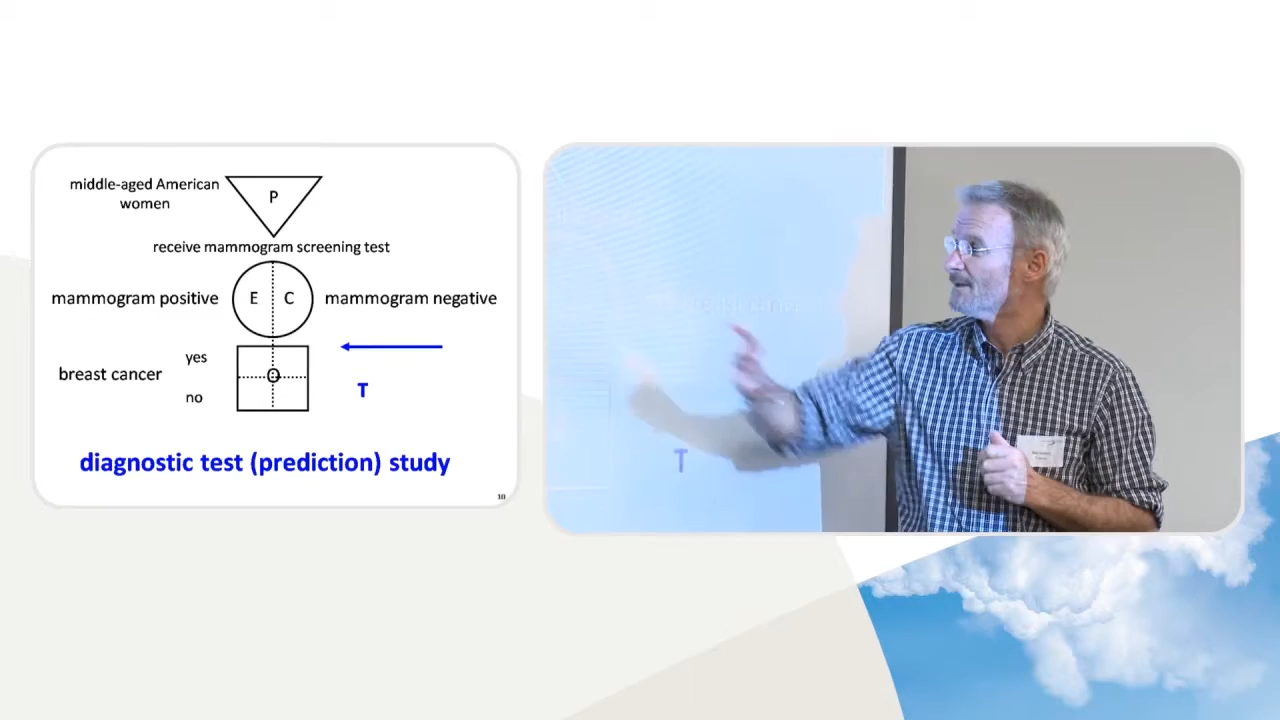 middle-aged American
women
P
receive mammogram screening test
mammogram positive
E
C
mammogram negative
yes
breast cancer
O
no
T
diagnostic test (prediction) study
10
T